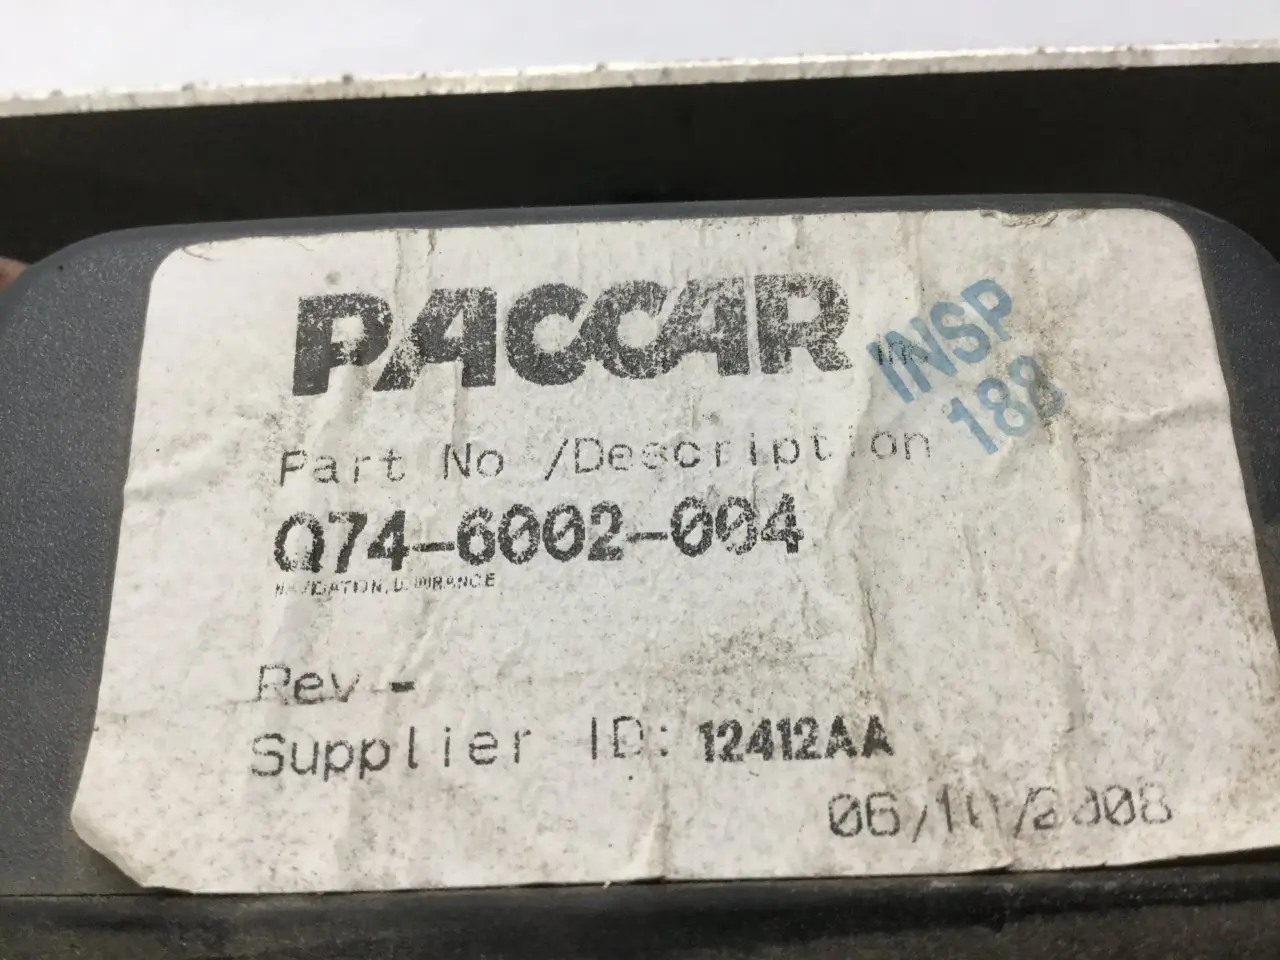 PACCAR
INSP
188
Part No /Description
Q74-6002-004
Rev -
Supplier ID: 12412AA
06/10/2008